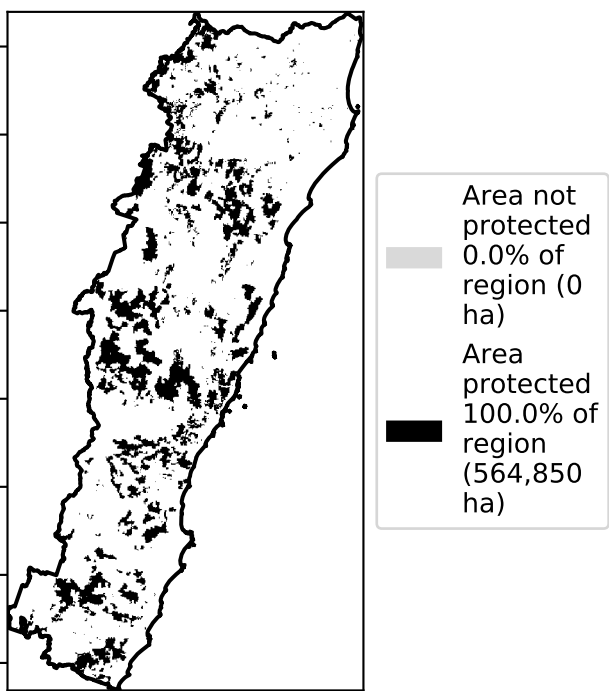 Area not
protected
0.0% of
region (0
ha)
Area
protected
100.0% of
region
(564,850
ha)